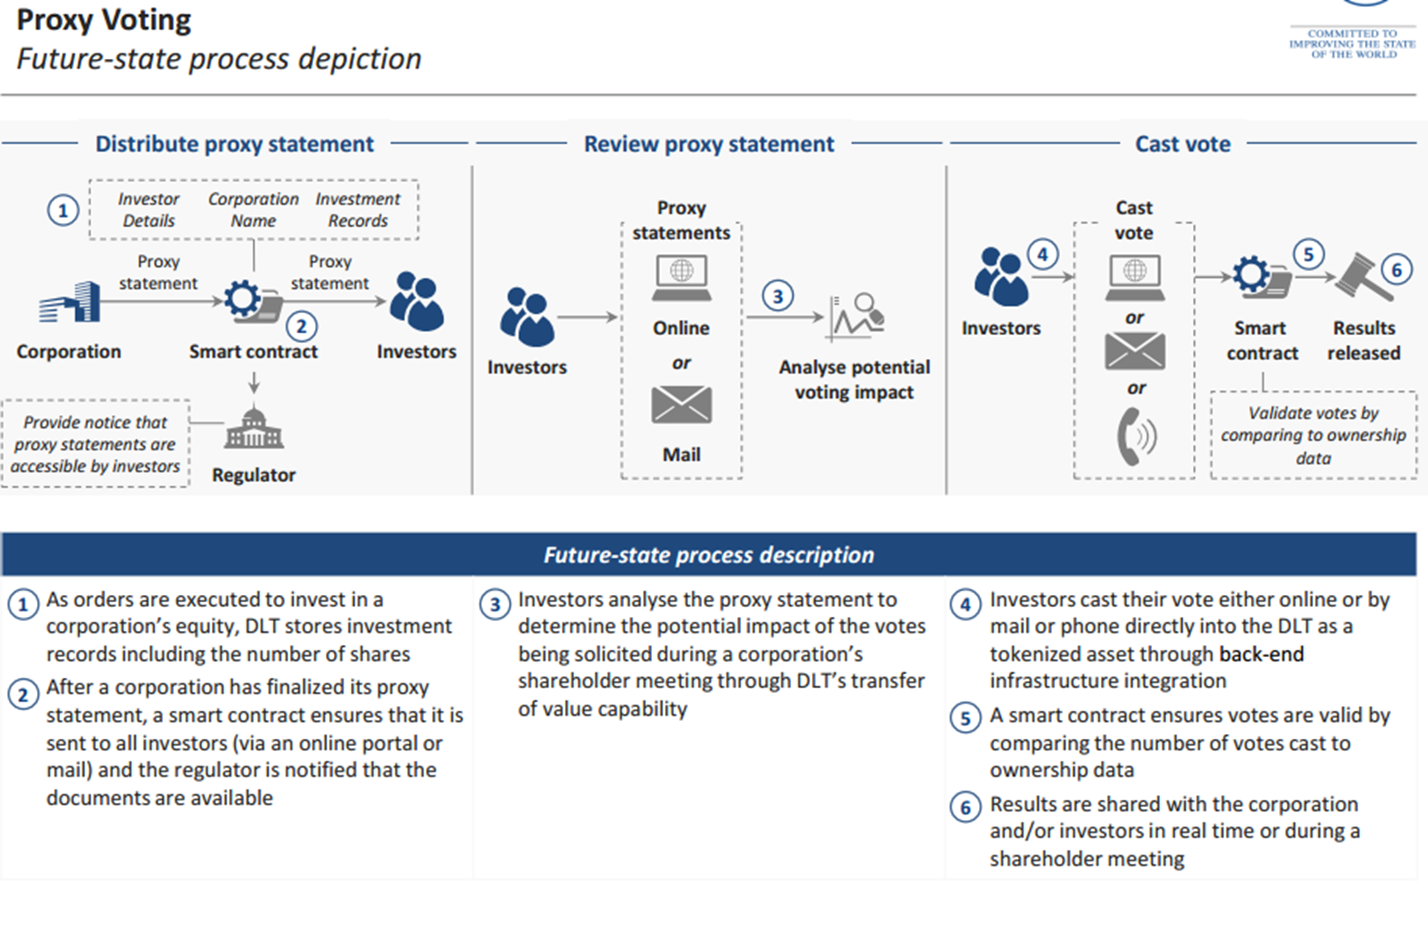 Proxy Voting
Future-state process depiction
COMMITTED TO
IMPROVING THE STATE
OF THE WORLD
Distribute proxy statement
1
Investor
Details
Corporation
Name
Investment
Records
Proxy
statement
Proxy
statement
2
Corporation
Smart contract
Investors
Provide notice that
proxy statements are
accessible by investors
Regulator
Review proxy statement
Proxy
statements
Investors
Online
or
Mail
3
Analyse potential
voting impact
Cast vote
Investors
4
Cast
vote
or
or
Smart
contract
5
6
Results
released
Validate votes by
comparing to ownership
data
Future-state process description
1 As orders are executed to invest in a
corporation's equity, DLT stores investment
records including the number of shares
2 After a corporation has finalized its proxy
statement, a smart contract ensures that it is
sent to all investors (via an online portal or
mail) and the regulator is notified that the
documents are available
3 Investors analyse the proxy statement to
determine the potential impact of the votes
being solicited during a corporation's
shareholder meeting through DLT's transfer
of value capability
4 Investors cast their vote either online or by
mail or phone directly into the DLT as a
tokenized asset through back-end
infrastructure integration
5 A smart contract ensures votes are valid by
comparing the number of votes cast to
ownership data
6 Results are shared with the corporation
and/or investors in real time or during a
shareholder meeting